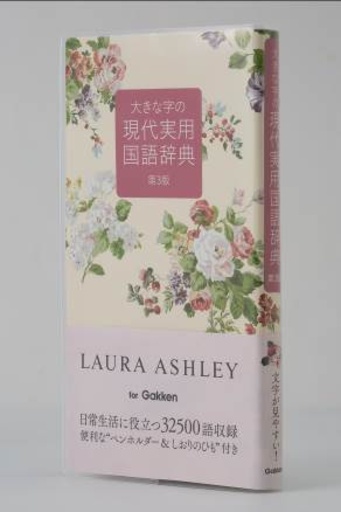 大きな字の
現代実用
国語辞典
第3版
LAURA ASHLEY
for Gakken
日常生活に役立つ32500語収録
便利な“ペンホルダー&しおりのひも”付き
大きな字の現代実用国語辞典 第3版
文字が見やすい!
Gakken